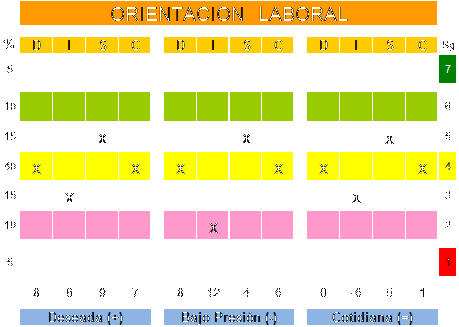 ORIENTACION LABORAL
% D I S C D I S C D I S C Sg
5 7
10 6
15 X X X 5
40 X X X X X X 4
15 X X 3
10 X 2
5 1
8 6 9 7 8 12 4 6 0 -6 5 1
Deseada (+) Bajo Presión (-) Cotidiana (=)